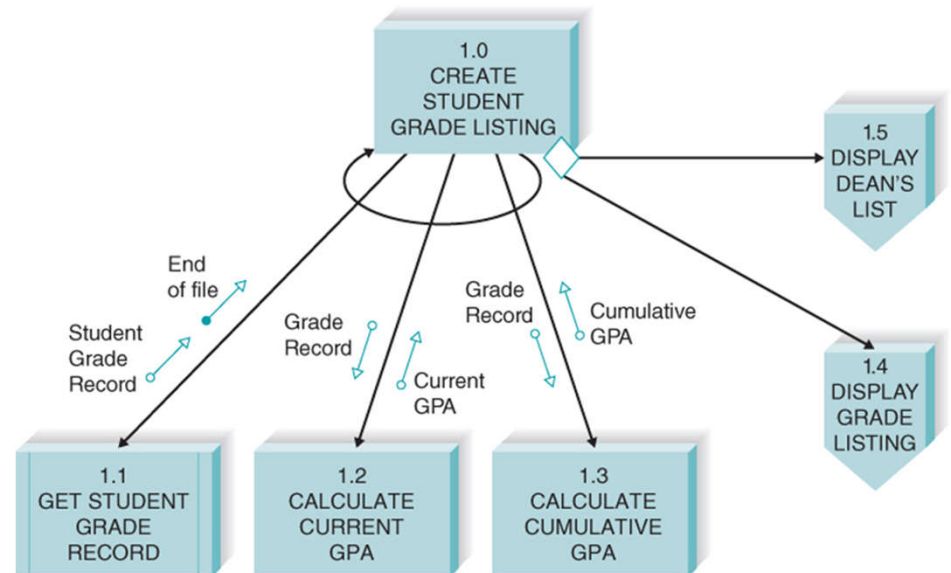 1.0
CREATE
STUDENT
GRADE LISTING
1.5
DISPLAY
DEAN'S
LIST
End
of file
Student
Grade
Record
Grade
Record
Current
GPA
Grade
Record
Cumulative
GPA
1.4
DISPLAY
GRADE
LISTING
1.1
GET STUDENT
GRADE
RECORD
1.2
CALCULATE
CURRENT
GPA
1.3
CALCULATE
CUMULATIVE
GPA